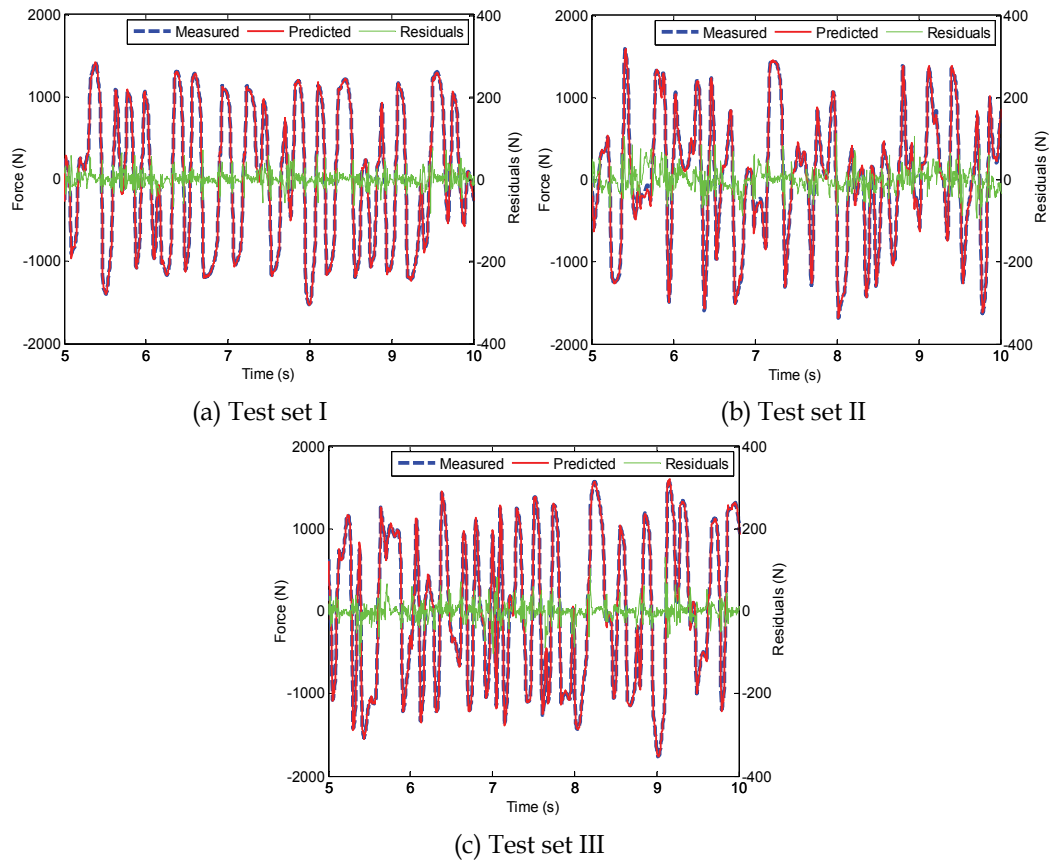 2000
400
Measured Predicted Residuals
1000
200
Force (N)
0
0
Residuals (N)
-1000
-200
-2000
-400
5 6 7 8 9 10
Time (s)
(a) Test set I
2000
400
Measured Predicted Residuals
1000
200
Force (N)
0
0
Residuals (N)
-1000
-200
-2000
-400
5 6 7 8 9 10
Time (s)
(b) Test set II
2000
400
Measured Predicted Residuals
1000
200
Force (N)
0
0
Residuals (N)
-1000
-200
-2000
-400
5 6 7 8 9 10
Time (s)
(c) Test set III